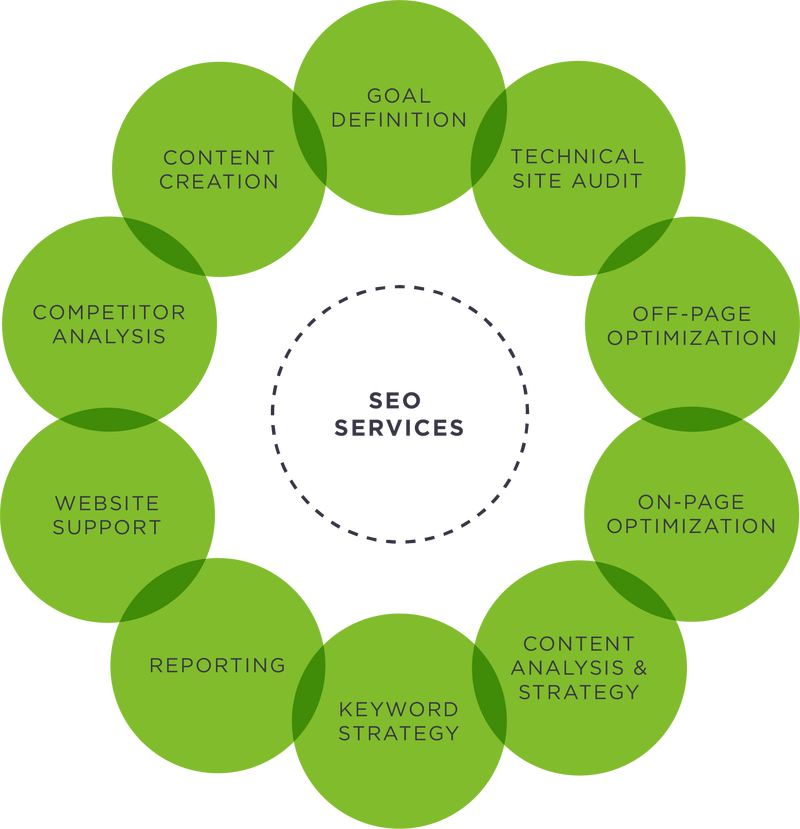 GOAL
DEFINITION
TECHNICAL
SITE AUDIT
OFF-PAGE
OPTIMIZATION
ON-PAGE
OPTIMIZATION
CONTENT
ANALYSIS &
STRATEGY
KEYWORD
STRATEGY
REPORTING
WEBSITE
SUPPORT
COMPETITOR
ANALYSIS
CONTENT
CREATION
SEO
SERVICES